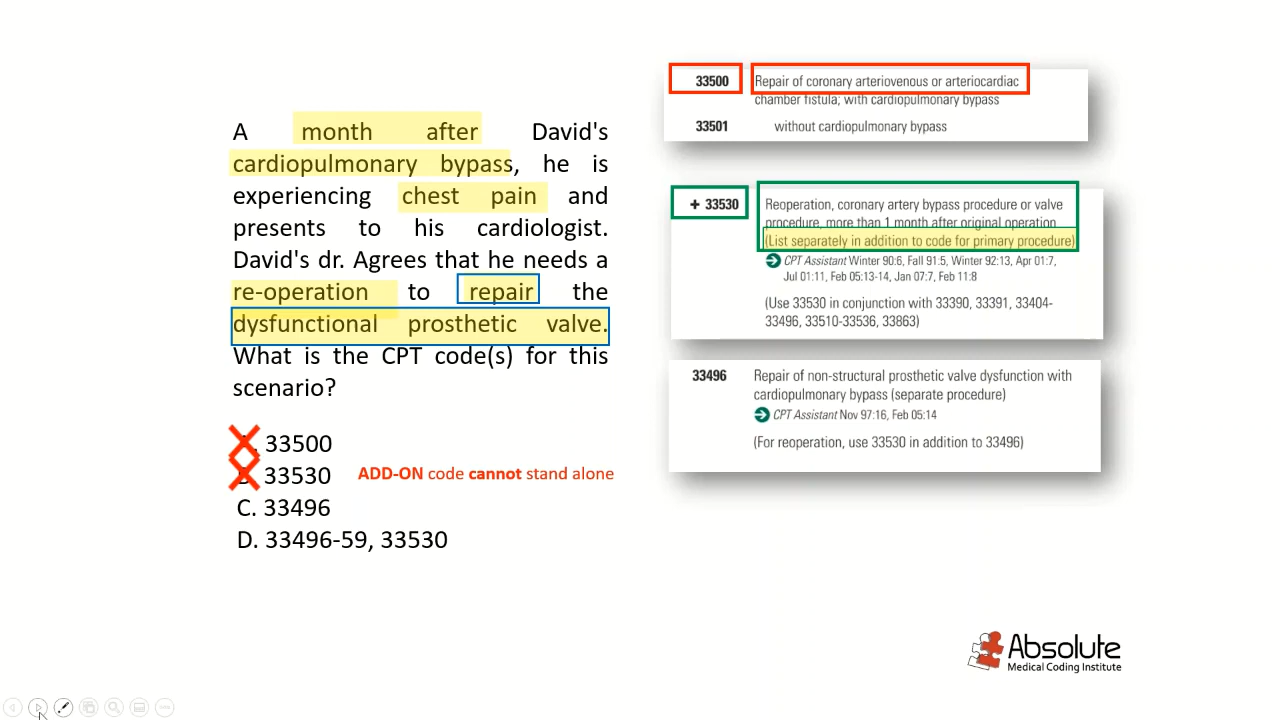 A month after David's
cardiopulmonary bypass, he is
experiencing chest pain and
presents to his cardiologist.
David's dr. Agrees that he needs a
re-operation to repair the
dysfunctional prosthetic valve.
What is the CPT code(s) for this
scenario?
A. 33500
B. 33530 ADD-ON code cannot stand alone
C. 33496
D. 33496-59, 33530
33500 Repair of coronary arteriovenous or arteriocardiac
chamber fistula; with cardiopulmonary bypass
33501 without cardiopulmonary bypass
+ 33530 Reoperation, coronary artery bypass procedure or valve
procedure, more than 1 month after original operation
(List separately in addition to code for primary procedure)
CPT Assistant Winter 90:6, Fall 91:5, Winter 92:13, Apr 01:7,
Jul 01:11, Feb 05:13-14, Jan 07:7, Feb 11:8
(Use 33530 in conjunction with 33390, 33391, 33404-
33496, 33510-33536, 33863)
33496 Repair of non-structural prosthetic valve dysfunction with
cardiopulmonary bypass (separate procedure)
CPT Assistant Nov 97:16, Feb 05:14
(For reoperation, use 33530 in addition to 33496)
Absolute
Medical Coding Institute